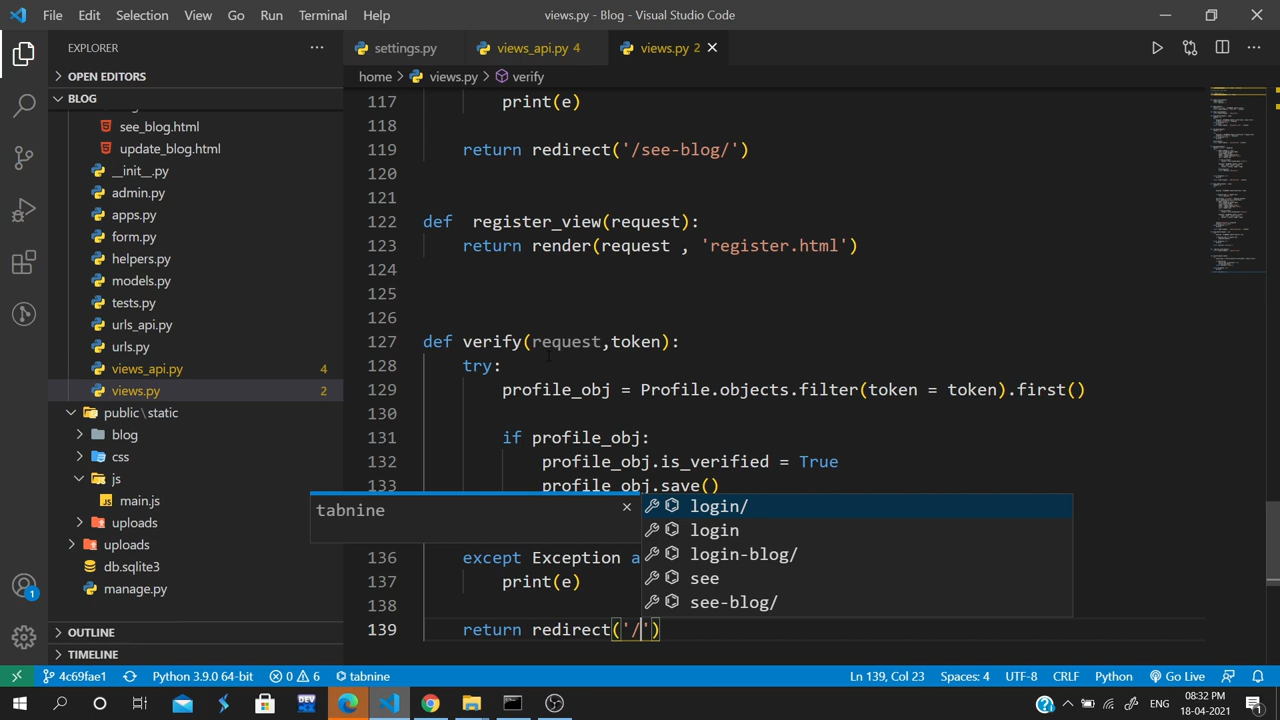 File Edit Selection View Go Run Terminal Help views.py - Blog - Visual Studio Code
EXPLORER
settings.py
views_api.py 4
views.py 2
OPEN EDITORS
home > views.py > verify
BLOG
see_blog.html
update_blog.html
__init__.py
admin.py
apps.py
form.py
helpers.py
models.py
tests.py
urls_api.py
urls.py
views_api.py 4
views.py 2
public\static
blog
css
js
main.js
uploads
uploads
db.sqlite3
manage.py
OUTLINE
TIMELINE
117 print(e)
118
119 return redirect('/see-blog/')
120
121
122 def register_view(request):
123 return render(request , 'register.html')
124
125
126
127 def verify(request,token):
128 try:
129 profile_obj = Profile.objects.filter(token = token).first()
130
131 if profile_obj:
132 profile_obj.is_verified = True
133 profile_obj.save()
tabnine
login/
login
login-blog/
see
see-blog/
136 except Exception a
137 print(e)
138
139 return redirect('/')
4c69fae1 Python 3.9.0 64-bit 0 6 tabnine Ln 139, Col 23 Spaces: 4 UTF-8 CRLF Python Go Live
1
DEV
ENG
08:32 PM
18-04-2021